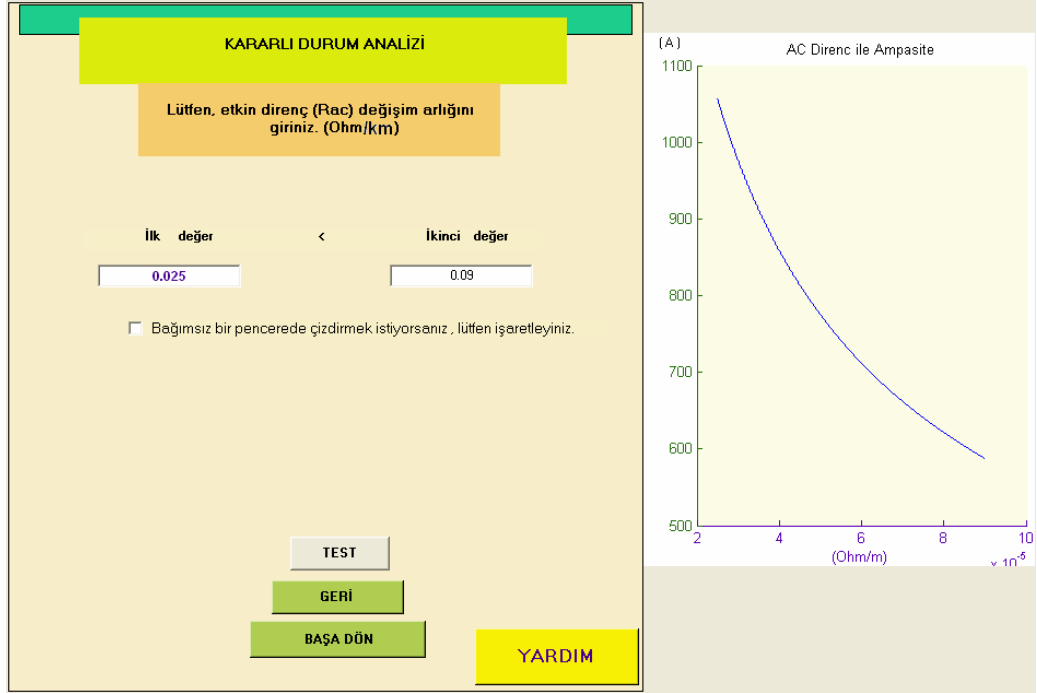 KARARLI DURUM ANALİZİ
Lütfen, etkin direnç (Rac) değişim arlığını
giriniz. (Ohm/km)
İlk değer < İkinci değer
0.025 0.09
Bağımsız bir pencerede çizdirmek istiyorsanız , lütfen işaretleyiniz.
TEST
GERİ
BAŞA DÖN
YARDIM
(A)
AC Direnc ile Ampasite
1100
1000
900
800
700
600
500
2 4 6 8 10
(Ohm/m)
x 10^-5